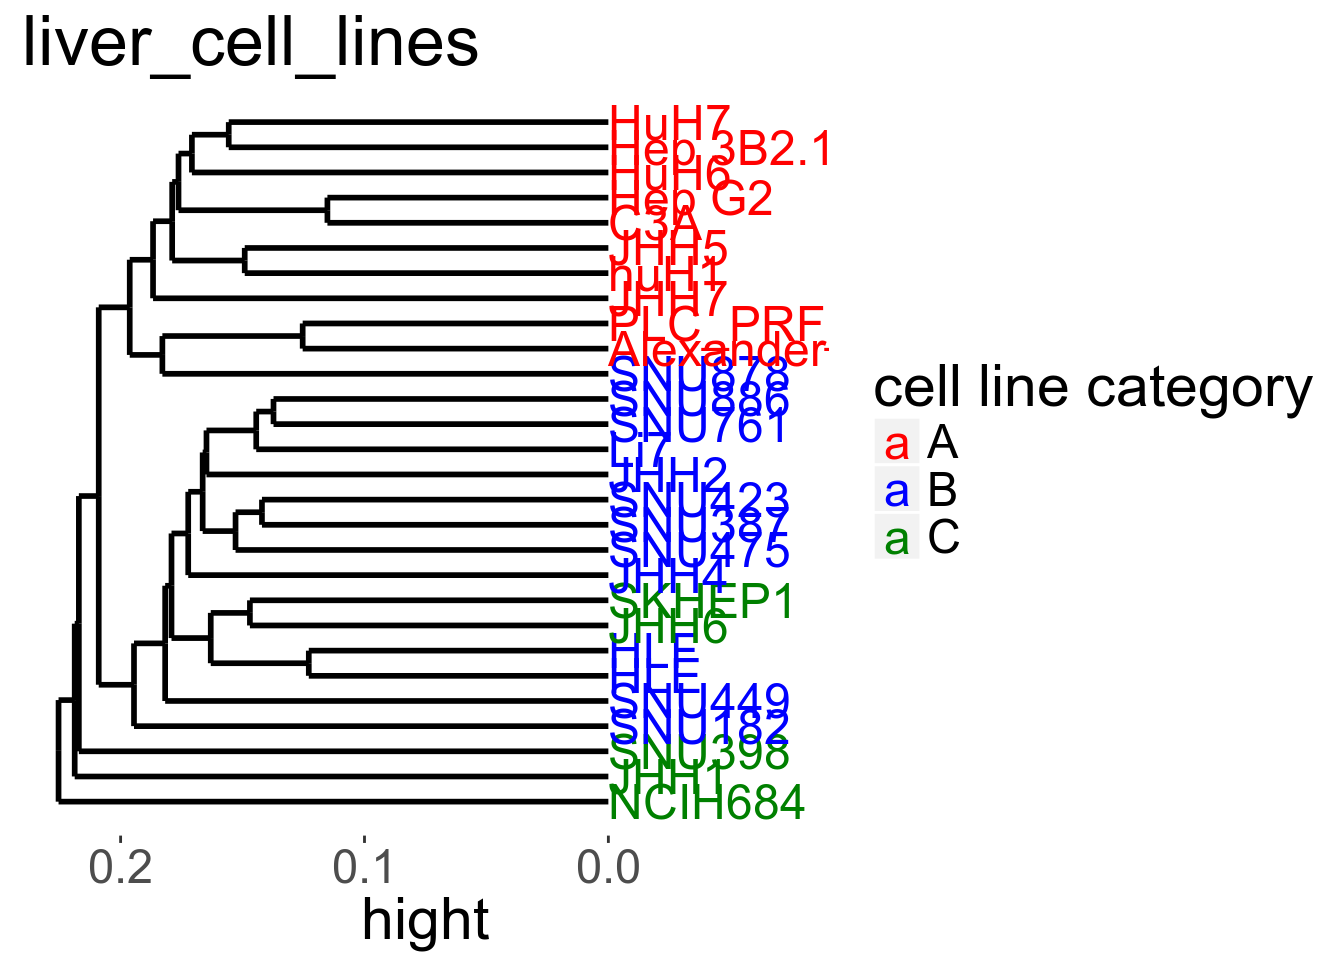 liver_cell_lines
HuH7
Hep 3B2.1
HuH6
Hep G2
C3A
JHH5
huH1
JHH7
PLC_PRF
Alexander
SNU878
SNU886
SNU761
Li7
JHH2
SNU423
SNU387
SNU475
JHH4
SKHEP1
JHH6
HLF
HLE
SNU449
SNU182
SNU398
JHH1
NCIH684
0.2 0.1 0.0
hight
cell line category
a A
a B
a C